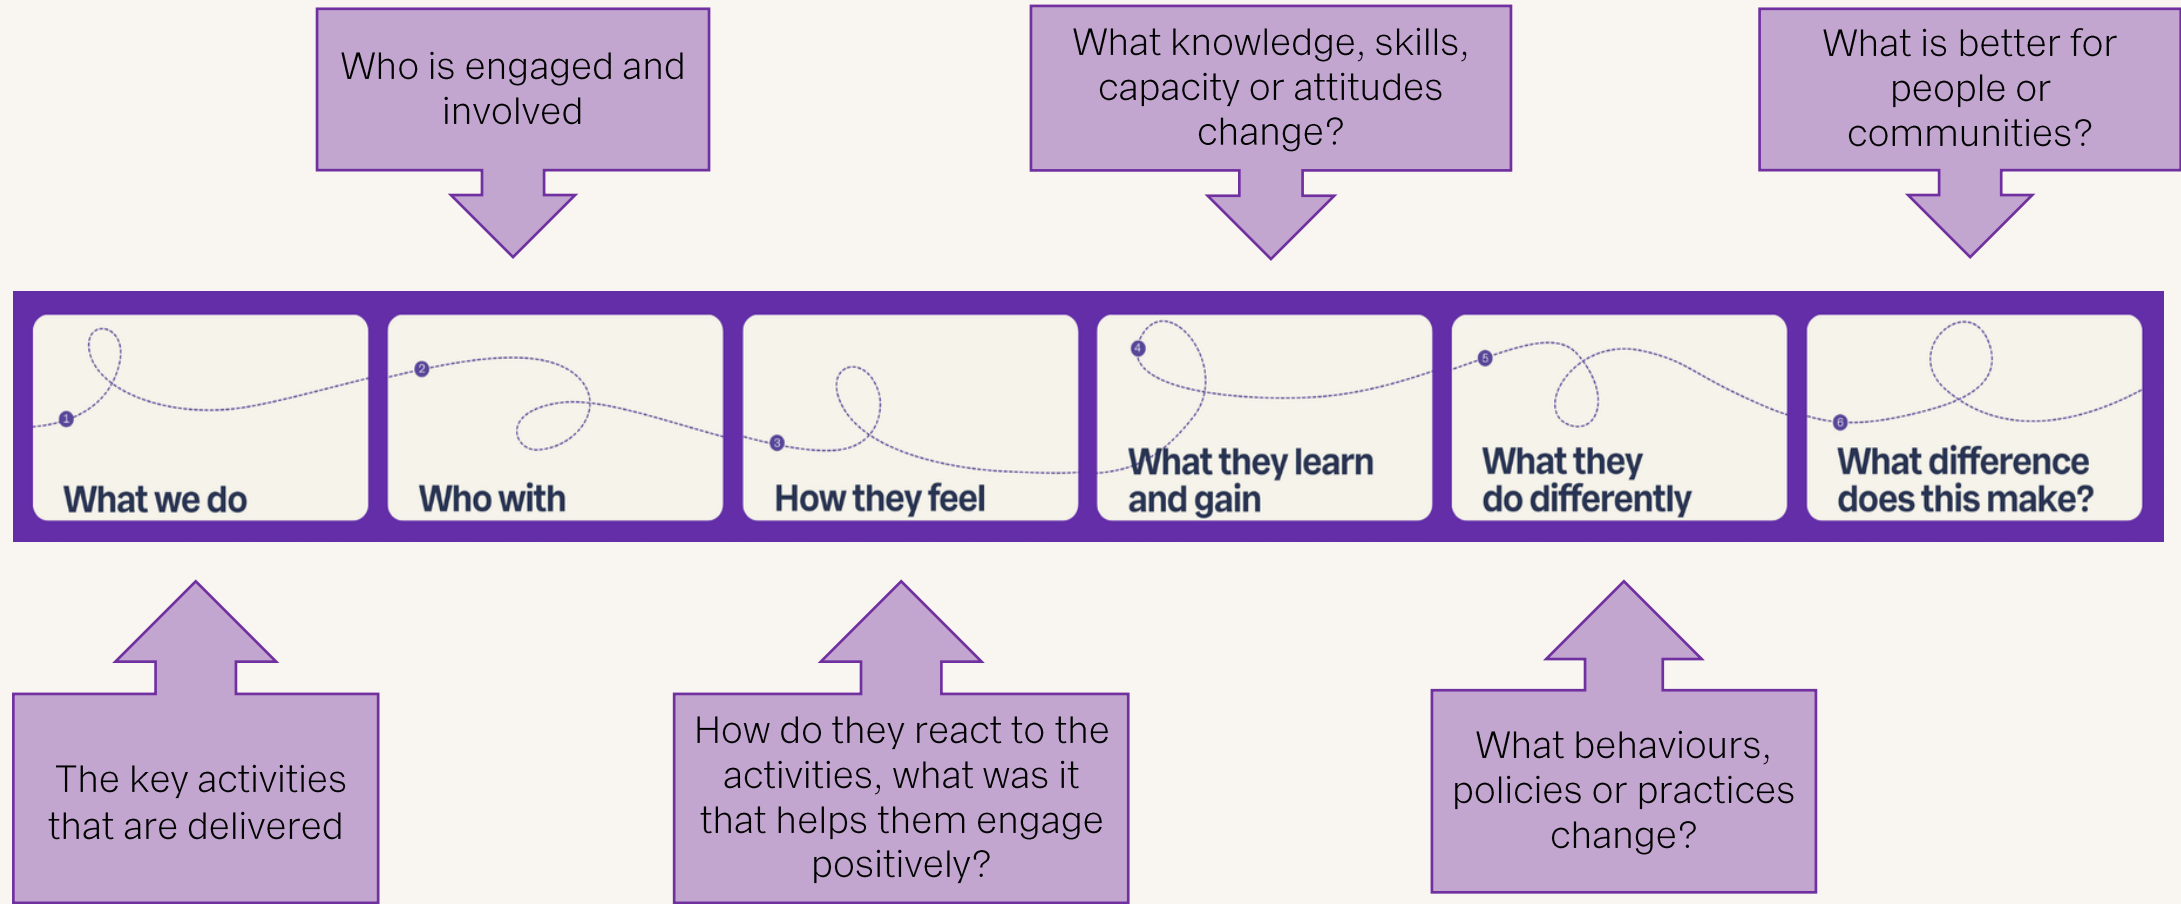 Who is engaged and
involved
What knowledge, skills,
capacity or attitudes
change?
What is better for
people or
communities?
1
What we do
2
Who with
3
How they feel
4
What they learn
and gain
5
What they
do differently
6
What difference
does this make?
The key activities
that are delivered
How do they react to the
activities, what was it
that helps them engage
positively?
What behaviours,
policies or practices
change?